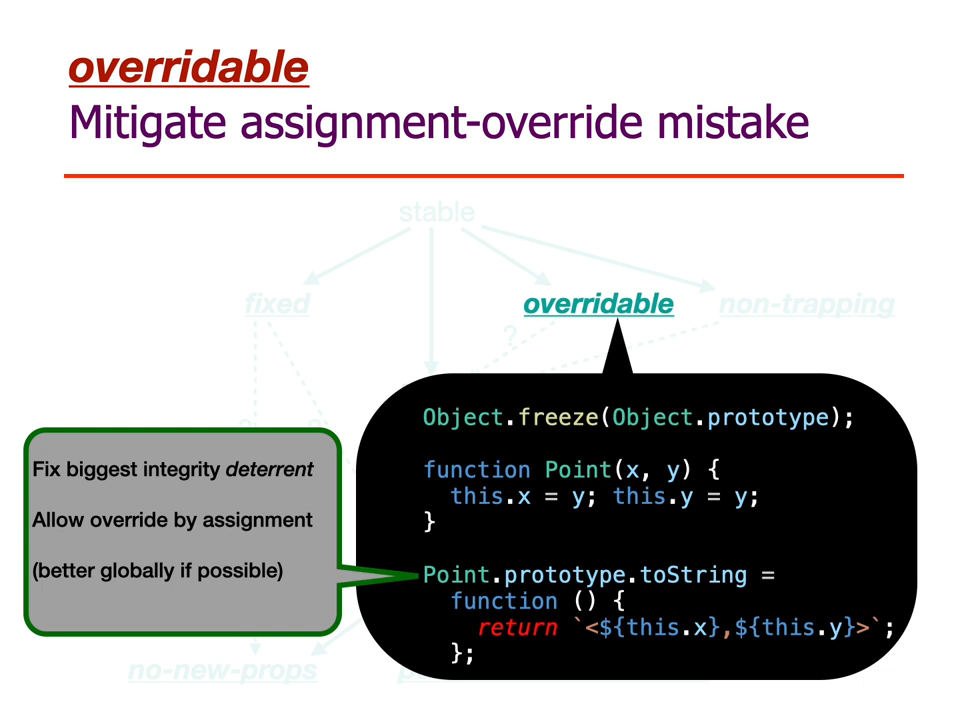 overridable
Mitigate assignment-override mistake
stable
fixed
overridable
non-trapping
?
Object.freeze(Object.prototype);
function Point(x, y) {
this.x = y; this.y = y;
}
Point.prototype.toString =
function () {
return `<${this.x},${this.y}>`;
};
Fix biggest integrity deterrent
Allow override by assignment
(better globally if possible)
no-new-props